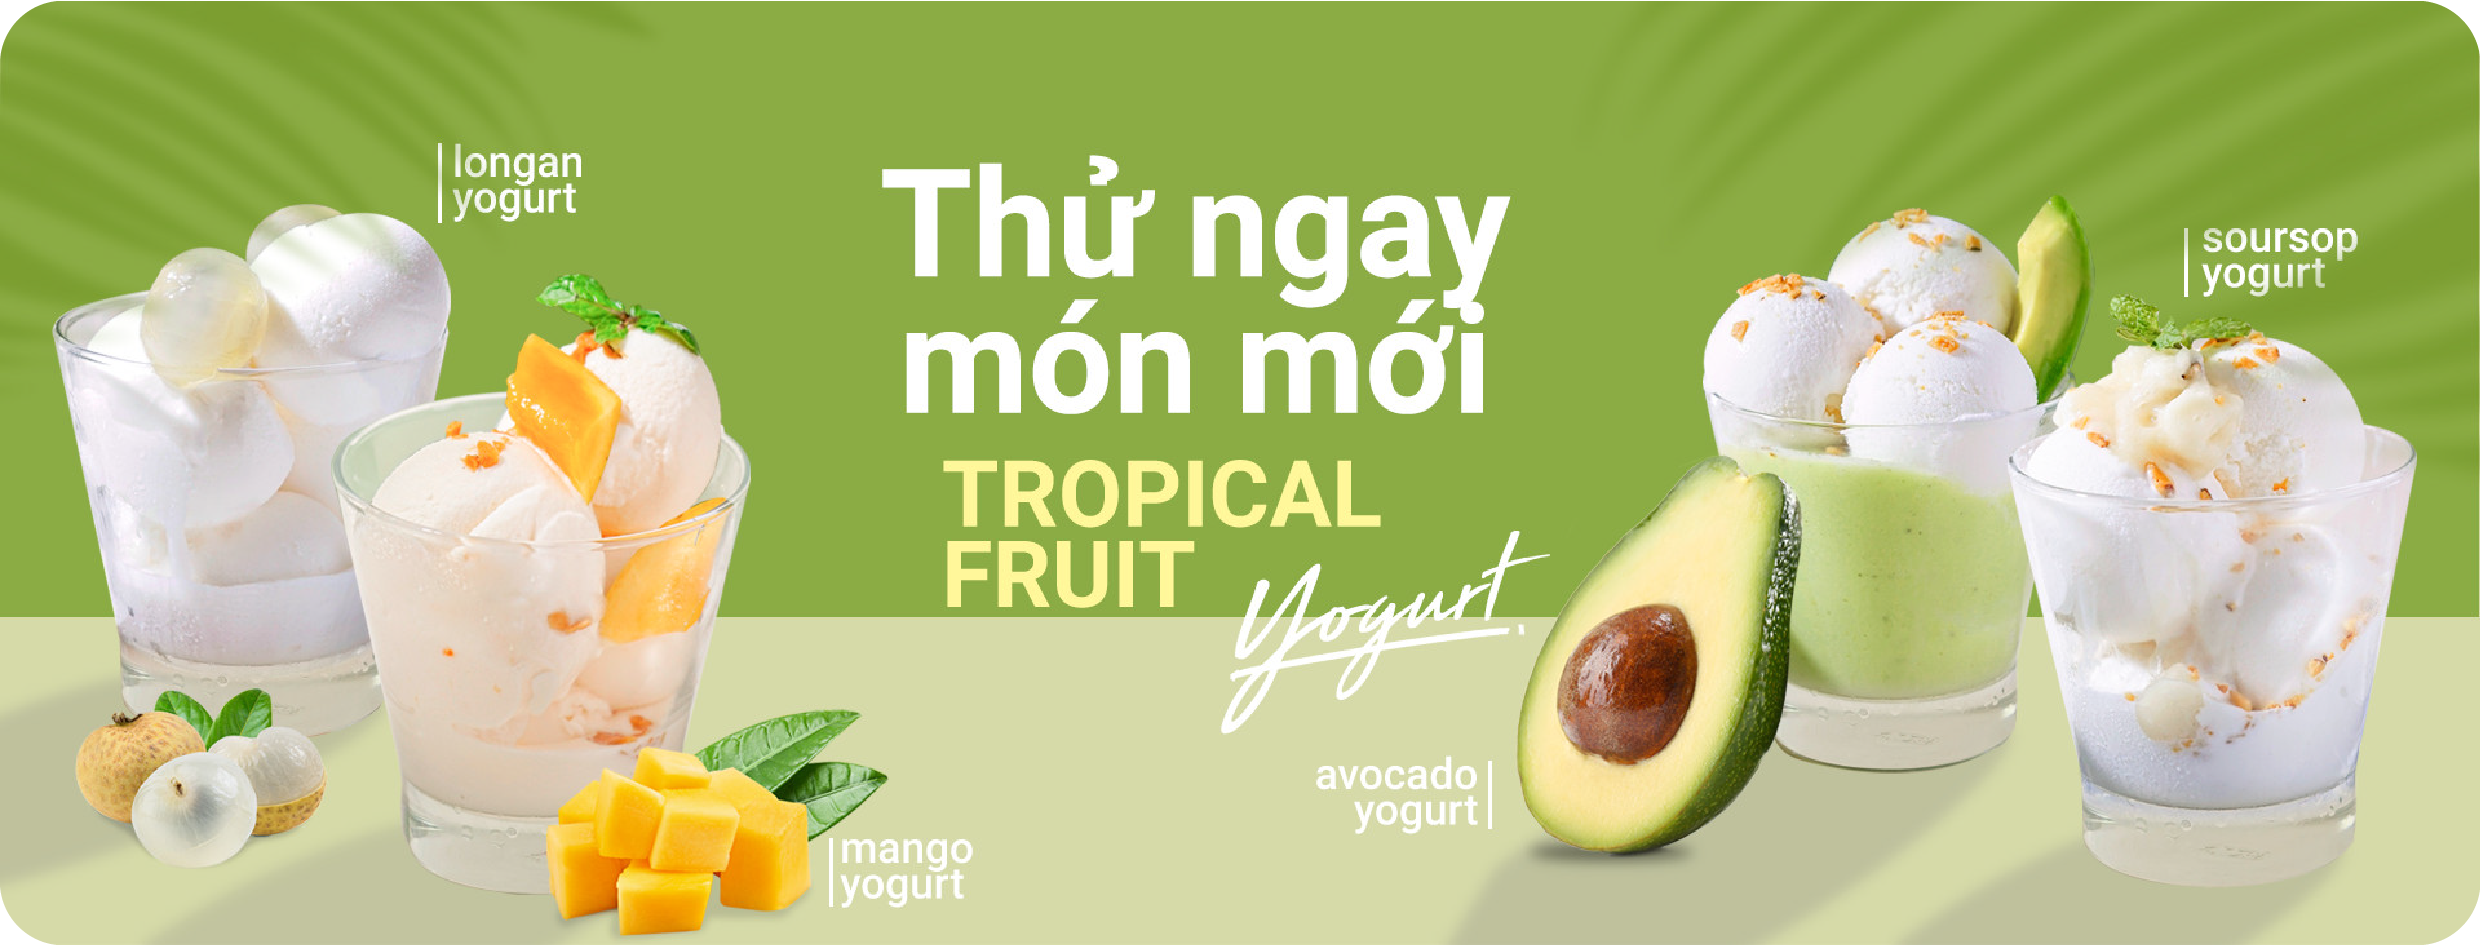 longan
yogurt
Thử ngay
món mới
TROPICAL
FRUIT
Yogurt.
soursop
yogurt
avocado
yogurt
mango
yogurt